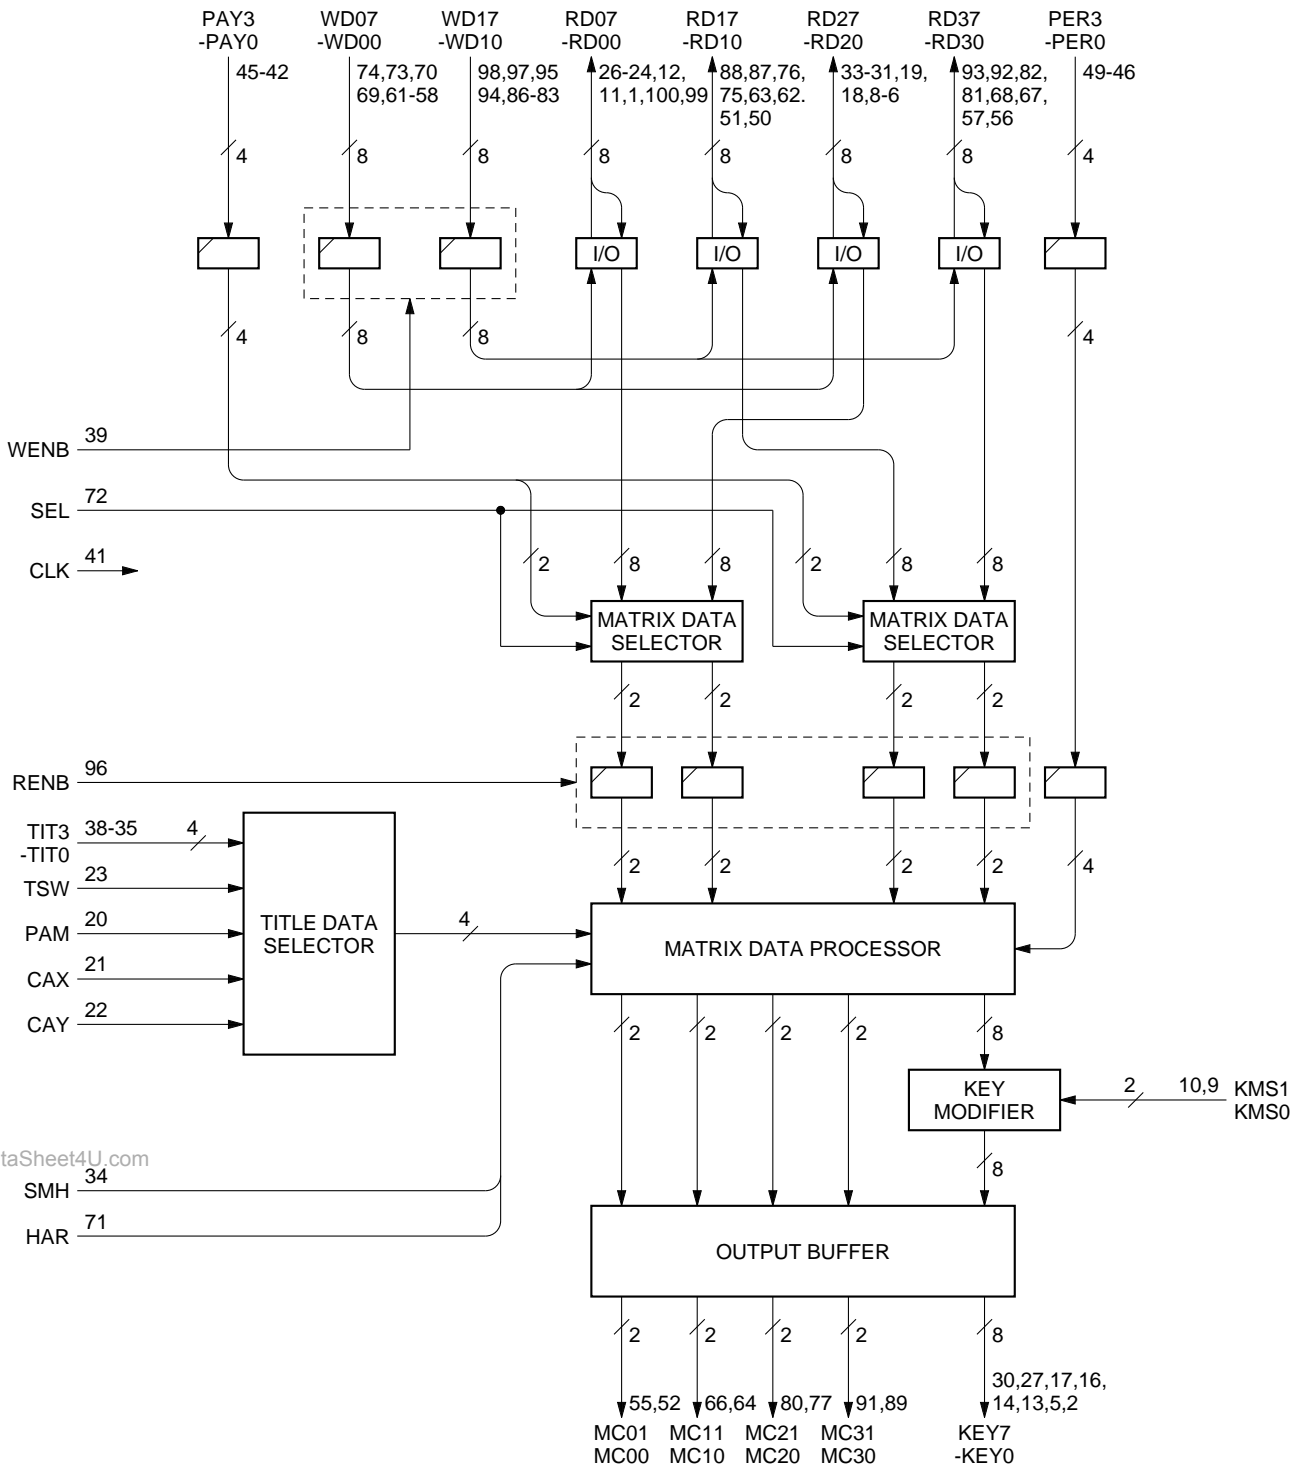 PAY3 WD07 WD17 RD07 RD17 RD27 RD37 PER3
-PAY0 -WD00 -WD10 -RD00 -RD10 -RD20 -RD30 -PER0
45-42 74,73,70 98,97,95 26-24,12, 88,87,76, 33-31,19, 93,92,82, 49-46
69,61-58 94,86-83 11,1,100,99 75,63,62. 18,8-6 81,68,67,
51,50 57,56
4 8 8 8 8 8 8 4
I/O I/O I/O I/O
4 8 8 4
WENB 39
SEL 72
CLK 41
2 8 8 2 8 8
MATRIX DATA MATRIX DATA
SELECTOR SELECTOR
2 2 2 2
RENB 96
TIT3 38-35 4
-TIT0
2 2 2 2 4
TSW 23
PAM 20
CAX 21
CAY 22
TITLE DATA
SELECTOR
4
MATRIX DATA PROCESSOR
2 2 2 2 8
KEY
MODIFIER
2 10,9 KMS1
KMS0
taSheet4U.com
8
SMH 34
HAR 71
OUTPUT BUFFER
2 2 2 2 8
30,27,17,16,
55,52 66,64 80,77 91,89 14,13,5,2
MC01 MC11 MC21 MC31 KEY7
MC00 MC10 MC20 MC30 -KEY0